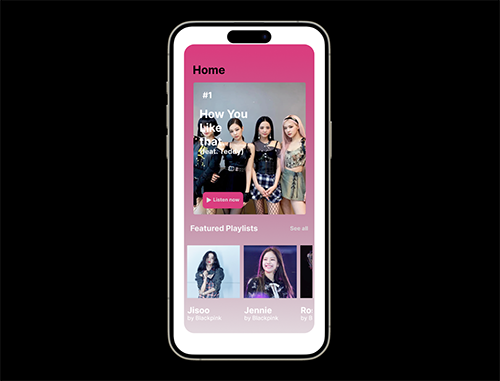 Home
#1
How You
Like
that
(feat. Teddy)
Listen now
Featured Playlists
See all
Jisoo
by Blackpink
Jennie
by Blackpink
Ro
by B